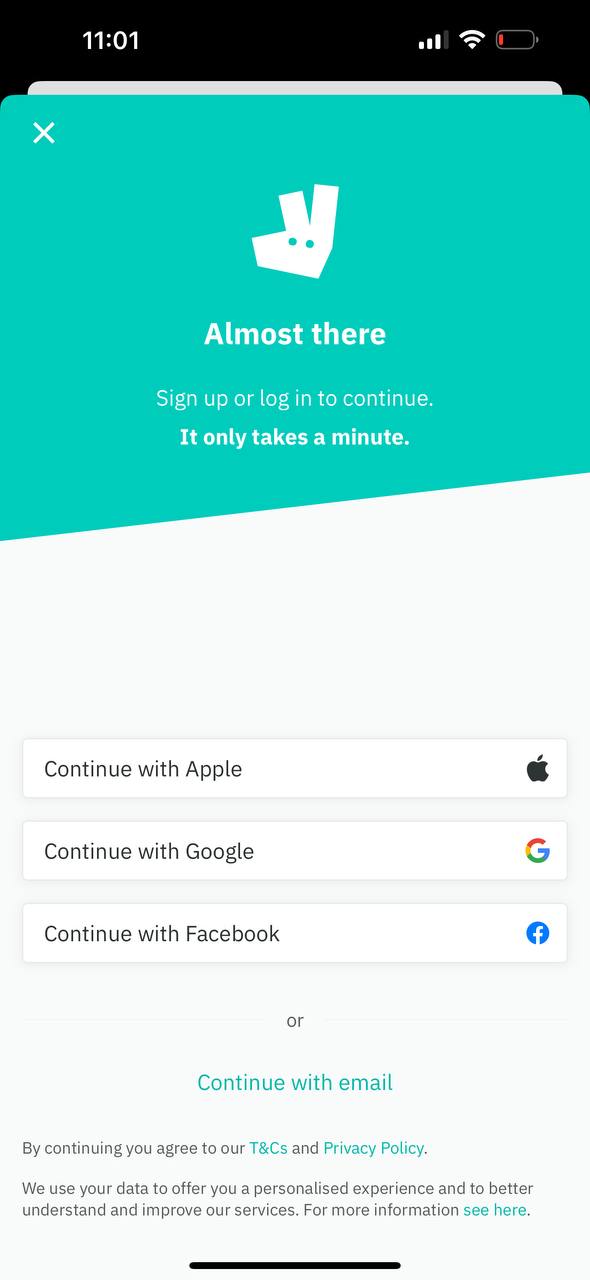 11:01
Almost there
Sign up or log in to continue.
It only takes a minute.
Continue with Apple
Continue with Google
Continue with Facebook
or
Continue with email
By continuing you agree to our T&Cs and Privacy Policy.
We use your data to offer you a personalised experience and to better
understand and improve our services. For more information see here.